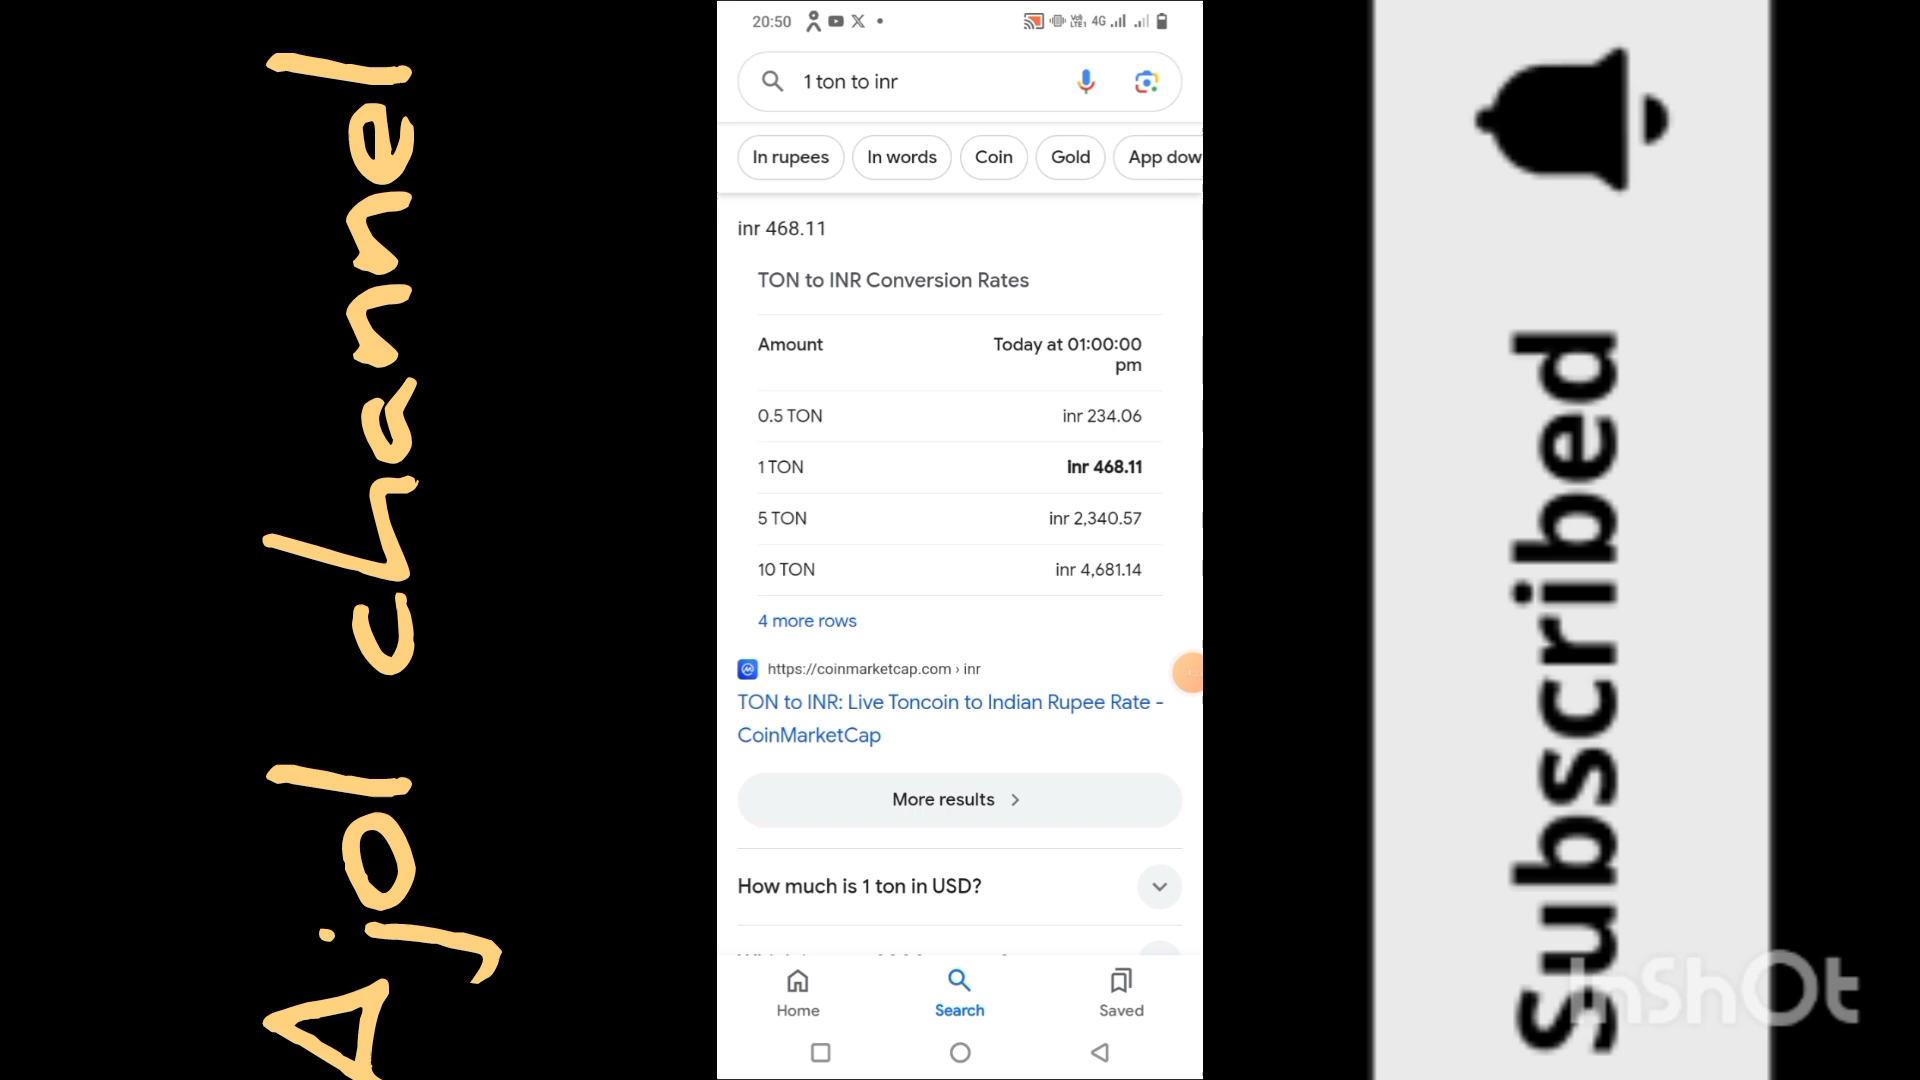 Ajol channel
20:50
VoLTE1 4G
1 ton to inr
In rupees
In words
Coin
Gold
App dow
inr 468.11
TON to INR Conversion Rates
Amount
Today at 01:00:00
pm
0.5 TON
inr 234.06
1 TON
inr 468.11
5 TON
inr 2,340.57
10 TON
inr 4,681.14
4 more rows
https://coinmarketcap.com › inr
TON to INR: Live Toncoin to Indian Rupee Rate -
CoinMarketCap
More results
How much is 1 ton in USD?
Home
Search
Saved
Subscribed
InShOt